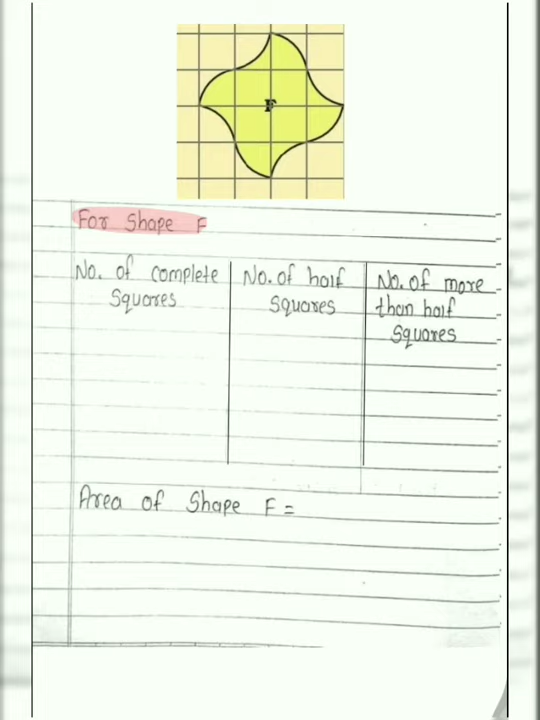 F
For Shape F
No. of complete Squares
No. of half Squares
No. of more than half Squares
Area of Shape F =